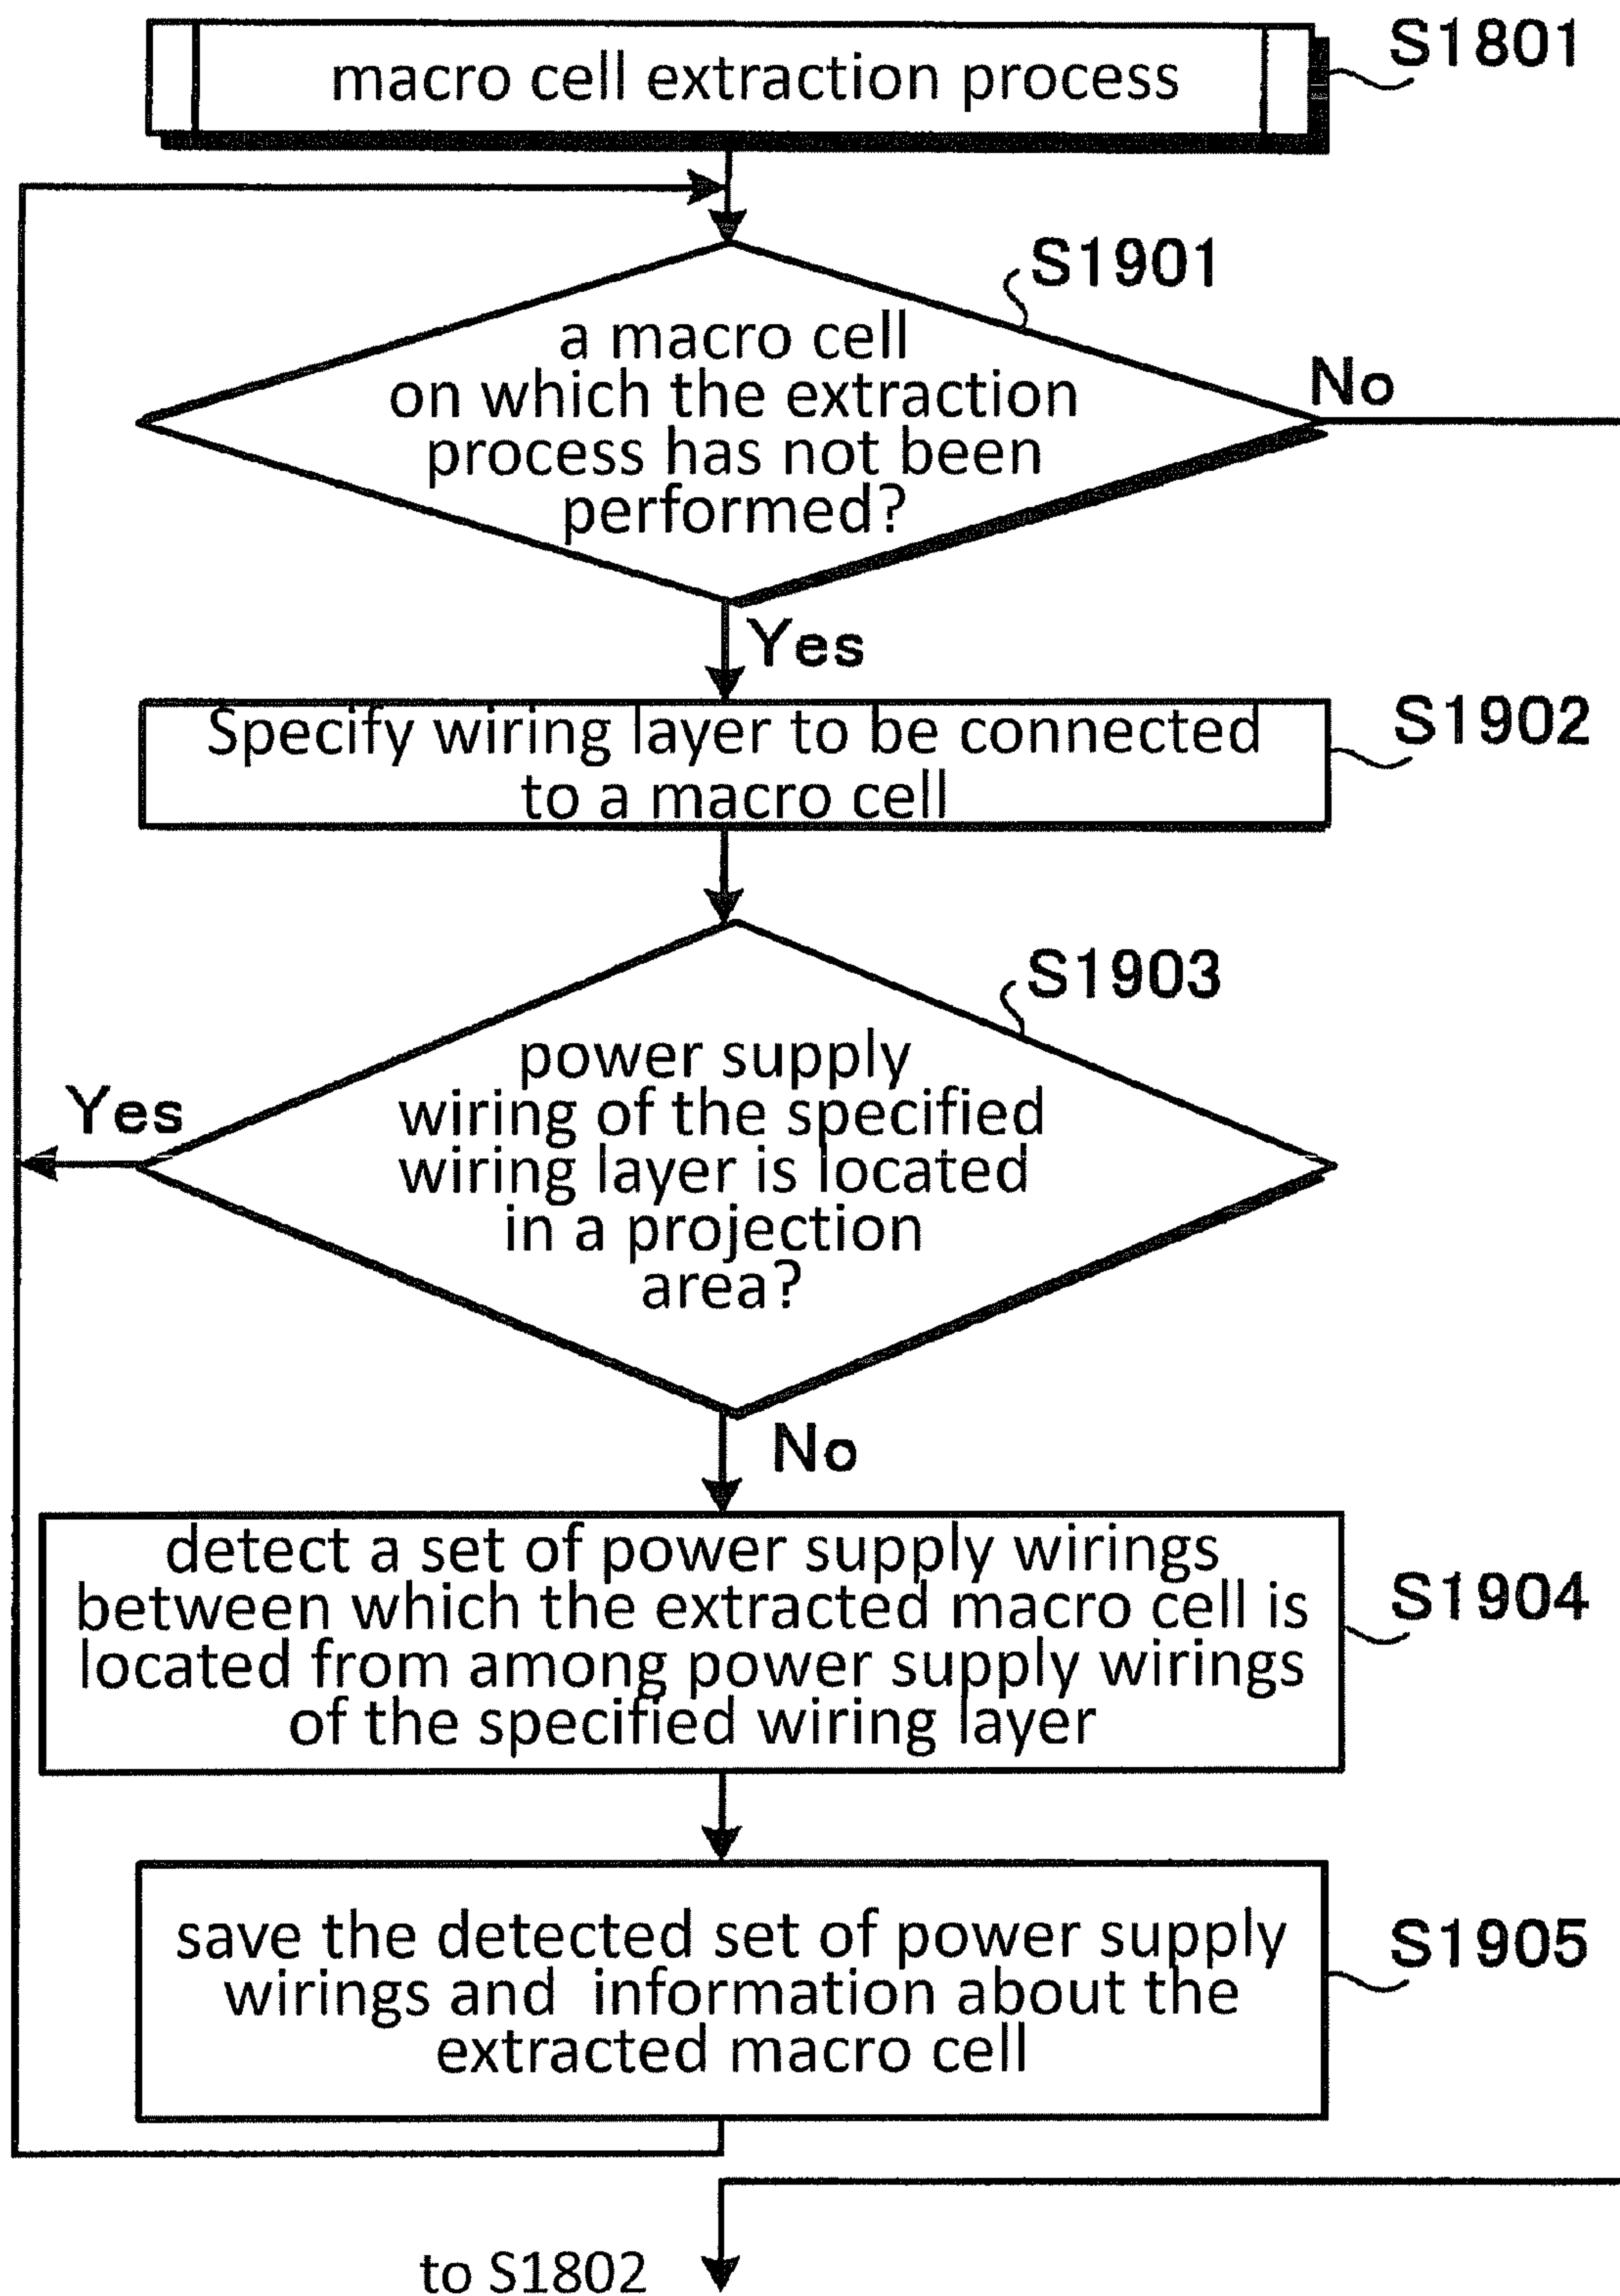 S1801
macro cell extraction process
S1901
a macro cell
on which the extraction
process has not been
performed?
No
Yes
Specify wiring layer to be connected
to a macro cell
S1902
S1903
power supply
wiring of the specified
wiring layer is located
in a projection
area?
Yes
No
detect a set of power supply wirings
between which the extracted macro cell is
located from among power supply wirings
of the specified wiring layer
S1904
save the detected set of power supply
wirings and information about the
extracted macro cell
S1905
to S1802